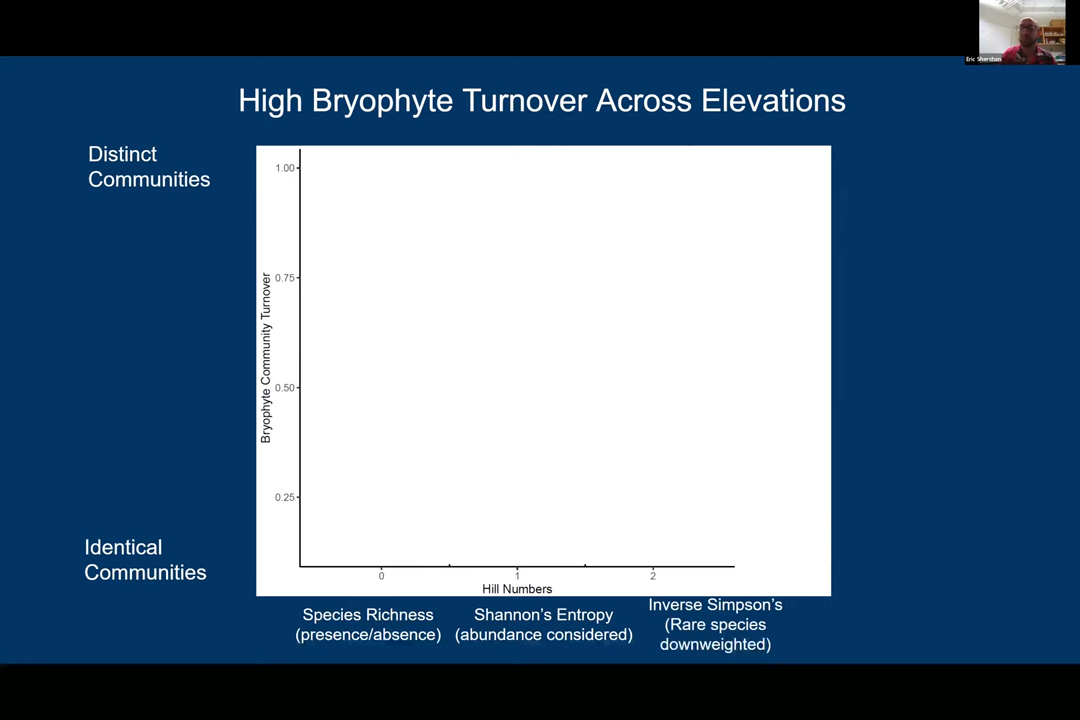 Eric Shershen
High Bryophyte Turnover Across Elevations
Distinct
Communities
1.00
0.75
0.50
0.25
Bryophyte Community Turnover
Identical
Communities
0
1
2
Hill Numbers
Species Richness
(presence/absence)
Shannon's Entropy
(abundance considered)
Inverse Simpson's
(Rare species
downweighted)